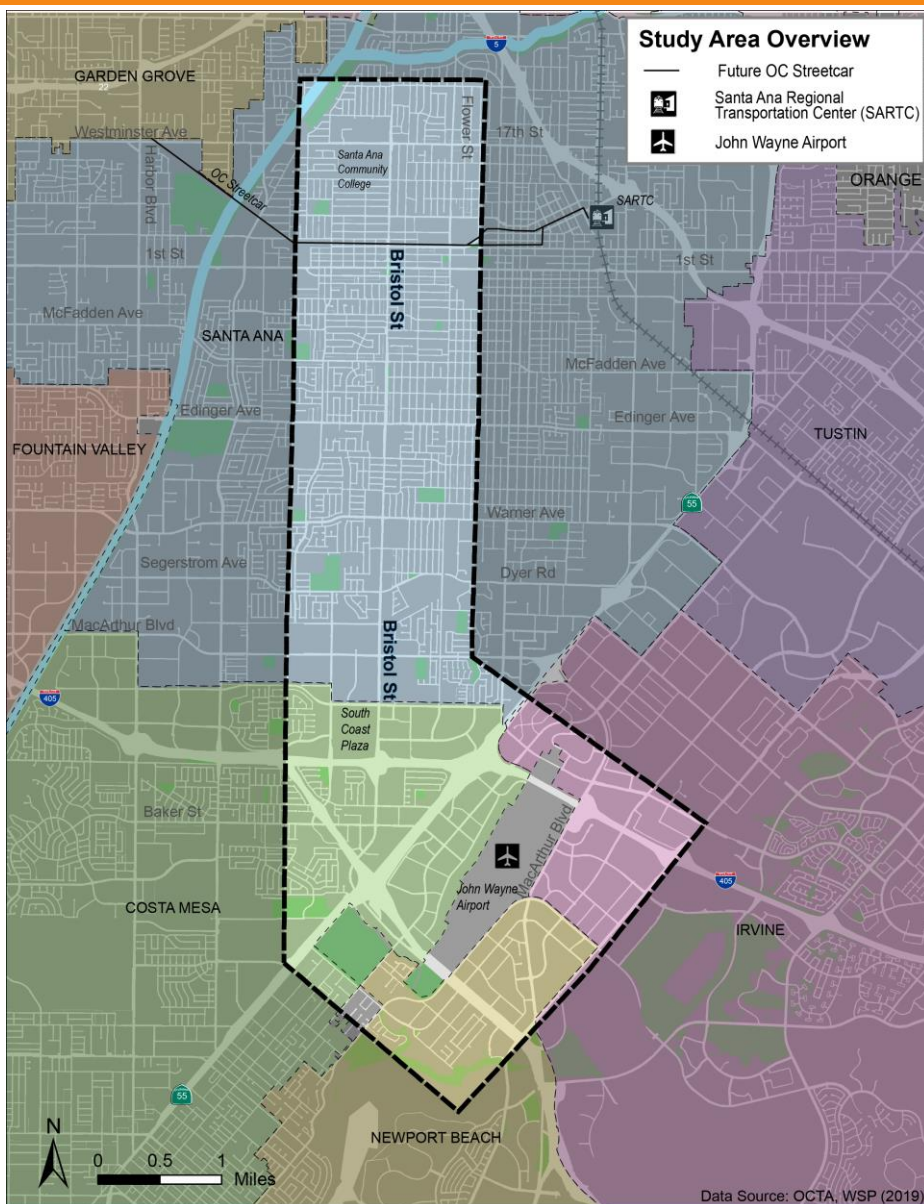 Study Area Overview
Future OC Streetcar
Santa Ana Regional
Transportation Center (SARTC)
John Wayne Airport
5
GARDEN GROVE
22
Westminster Ave
Harbor Blvd
OC Streetcar
Flower St
17th St
Santa Ana
Community
College
ORANGE
SARTC
1st St
Bristol St
1st St
McFadden Ave
SANTA ANA
McFadden Ave
Edinger Ave
Edinger Ave
FOUNTAIN VALLEY
TUSTIN
55
Warner Ave
Segerstrom Ave
Dyer Rd
MacArthur Blvd
Bristol St
405
South
Coast
Plaza
Baker St
MacArthur Blvd
John Wayne
Airport
405
COSTA MESA
IRVINE
55
NEWPORT BEACH
N
0 0.5 1
Miles
Data Source: OCTA, WSP (2019)